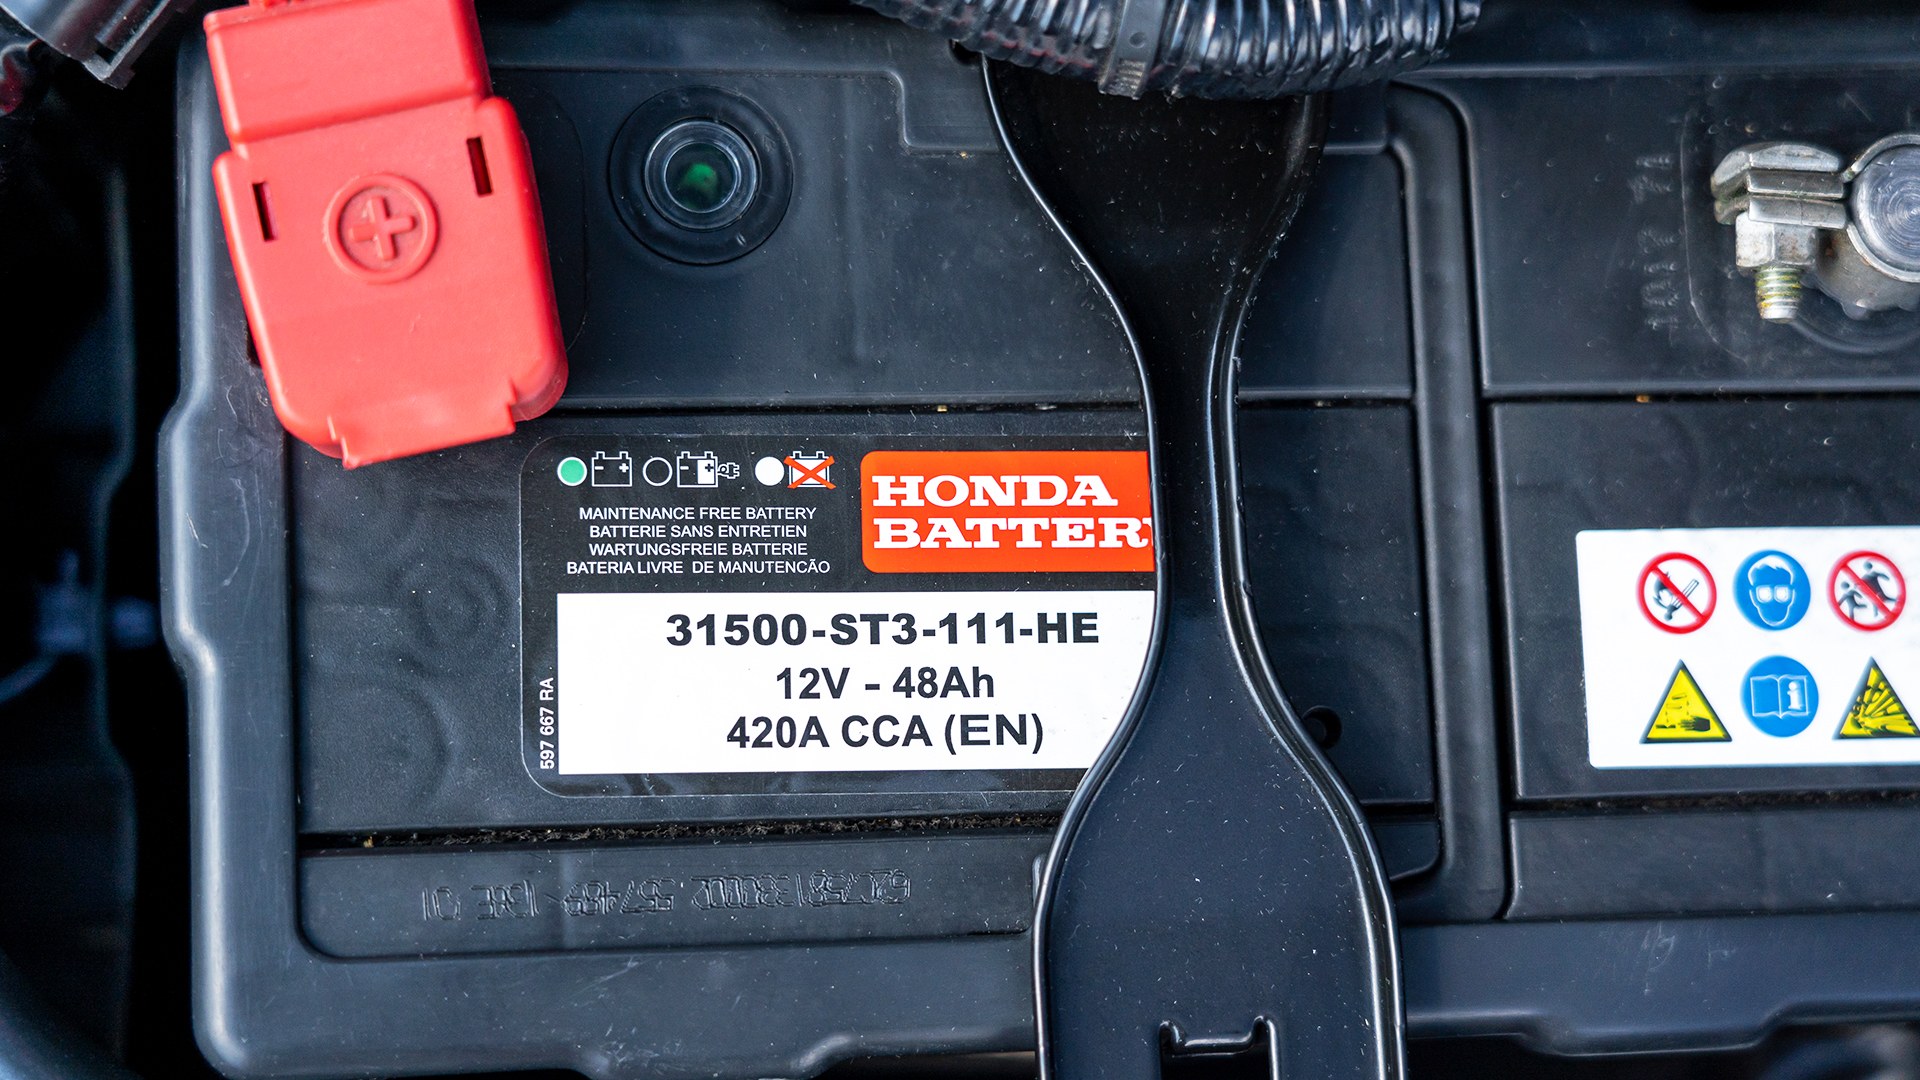 MAINTENANCE FREE BATTERY
BATTERIE SANS ENTRETIEN
WARTUNGSFREIE BATTERIE
BATERIA LIVRE DE MANUTENCÃO
HONDA
BATTER
31500-ST3-111-HE
12V - 48Ah
420A CCA (EN)
597 667 RA